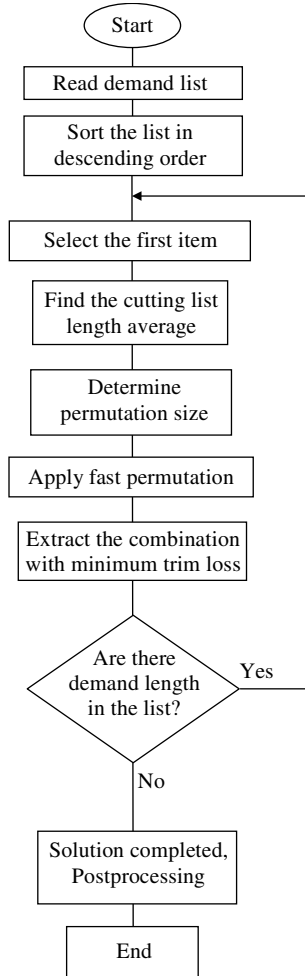 Start
Read demand list
Sort the list in
descending order
Select the first item
Find the cutting list
length average
Determine
permutation size
Apply fast permutation
Extract the combination
with minimum trim loss
Are there
demand length
in the list?
Yes
No
Solution completed,
Postprocessing
End